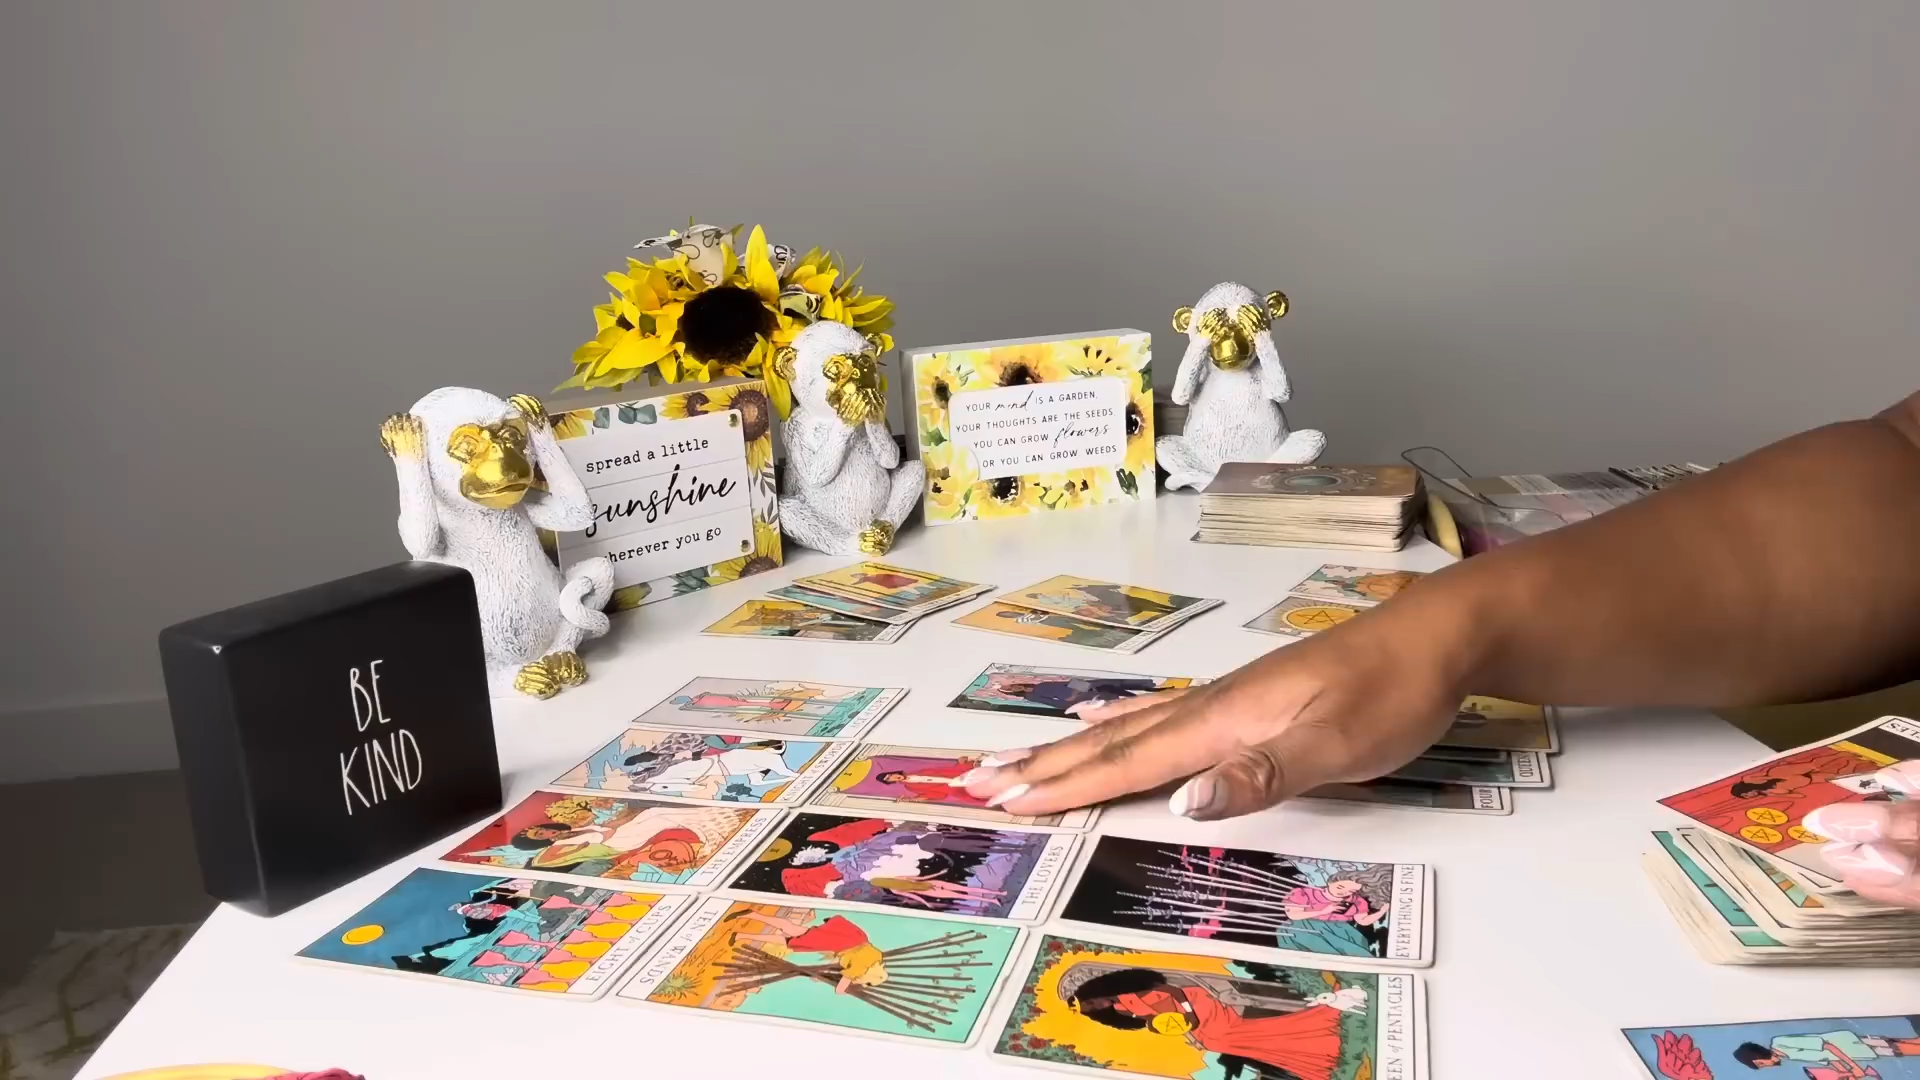 spread a little
sunshine
wherever you go
YOUR mind IS A GARDEN,
YOUR THOUGHTS ARE THE SEEDS,
YOU CAN GROW flowers
OR YOU CAN GROW WEEDS
BE
KIND
THE EMPRESS
THE LOVERS
EIGHT of CUPS
TEN of WANDS
EVERYTHING IS FINE
EEN of PENTACLES
QUEEN
FOUR